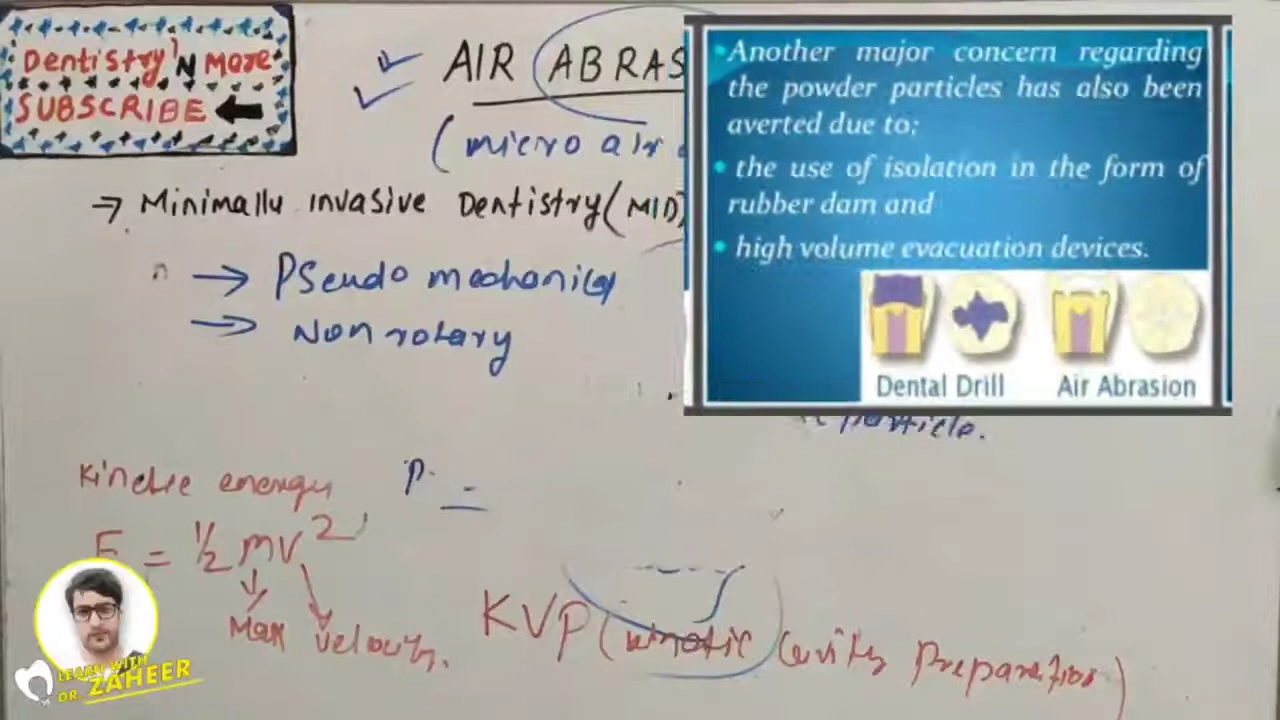 Dentistry'N More
SUBSCRIBE
AIR ABRAS
(micro air
→ Minimally invasive Dentistry (MID)
→ Pseudo mechanical
→ Non rotary
particle.
Kinetic energy
E = 1/2 mv2
Max velocity.
KVP (kinetic cavity preparation)
• Another major concern regarding
the powder particles has also been
averted due to;
• the use of isolation in the form of
rubber dam and
• high volume evacuation devices.
Dental Drill Air Abrasion
LEARN WITH
DR. ZAHEER